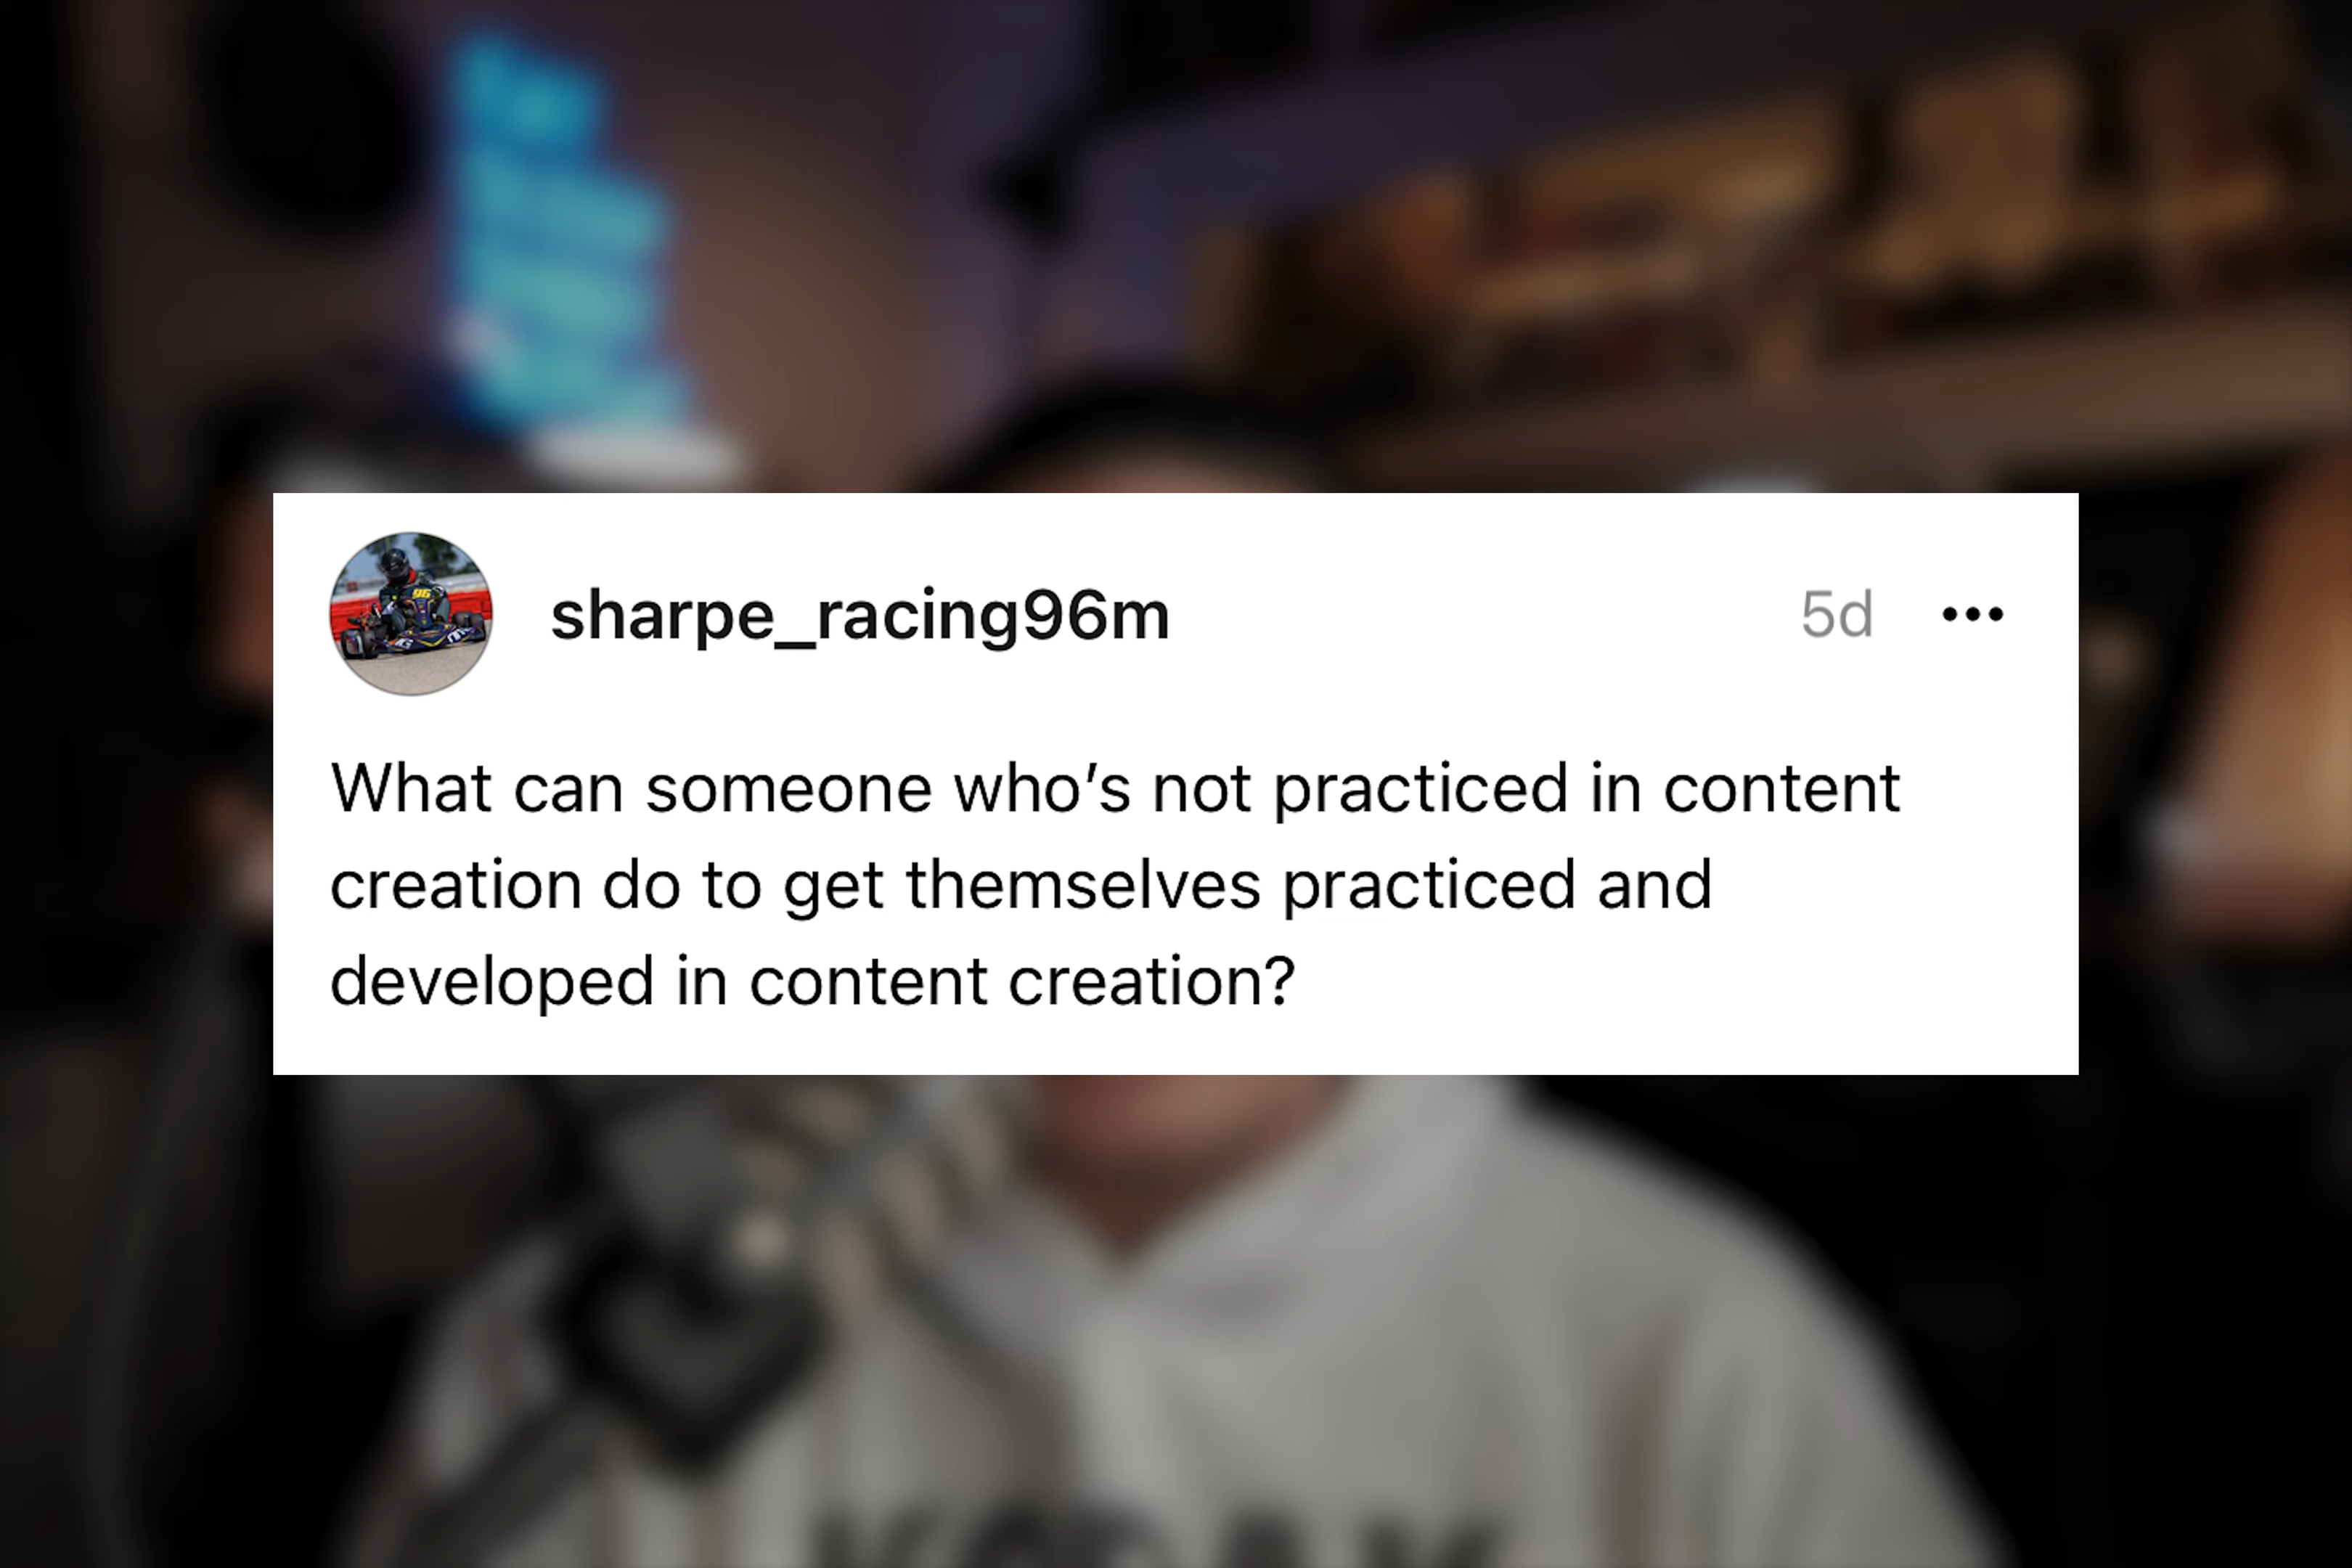 sharpe_racing96m
5d
What can someone who’s not practiced in content
creation do to get themselves practiced and
developed in content creation?